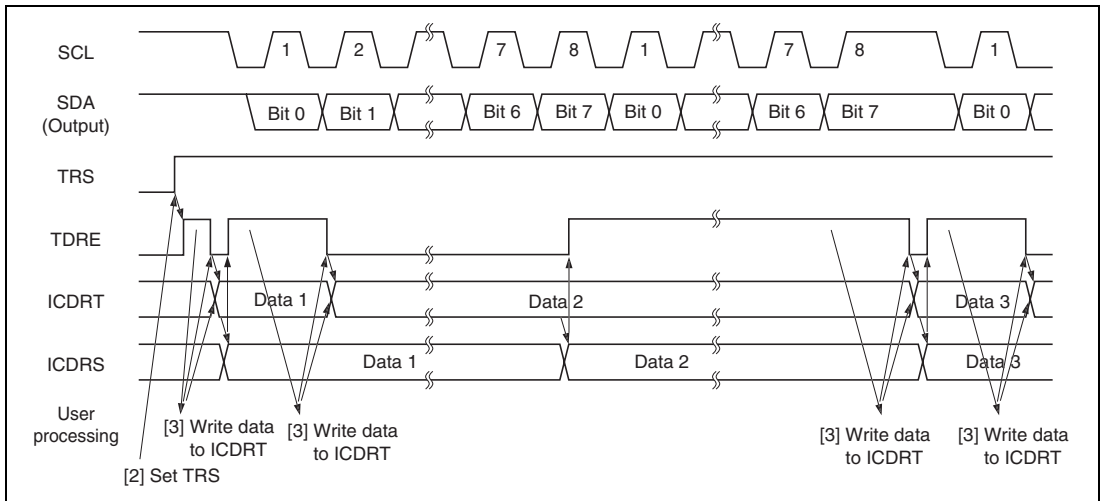 SCL 1 2 7 8 1 7 8 1
SDA
(Output)
Bit 0 Bit 1 Bit 6 Bit 7 Bit 0 Bit 6 Bit 7 Bit 0
TRS
TDRE
ICDRT Data 1 Data 2 Data 3
ICDRS Data 1 Data 2 Data 3
User
processing
[3] Write data
to ICDRT
[3] Write data
to ICDRT
[3] Write data
to ICDRT
[3] Write data
to ICDRT
[2] Set TRS